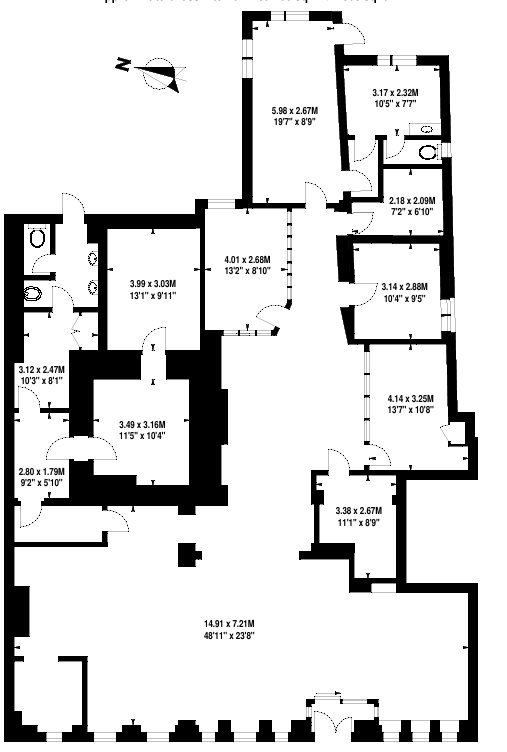 5.98 x 2.67M
19'7" x 8'9"
3.17 x 2.32M
10'5" x 7'7"
N
2.18 x 2.09M
7'2" x 6'10"
4.01 x 2.68M
13'2" x 8'10"
3.99 x 3.03M
13'1" x 9'11"
3.14 x 2.88M
10'4" x 9'5"
3.12 x 2.47M
10'3" x 8'1"
4.14 x 3.25M
13'7" x 10'8"
3.49 x 3.16M
11'5" x 10'4"
2.80 x 1.79M
9'2" x 5'10"
3.38 x 2.67M
11'1" x 8'9"
14.91 x 7.21M
48'11" x 23'8"